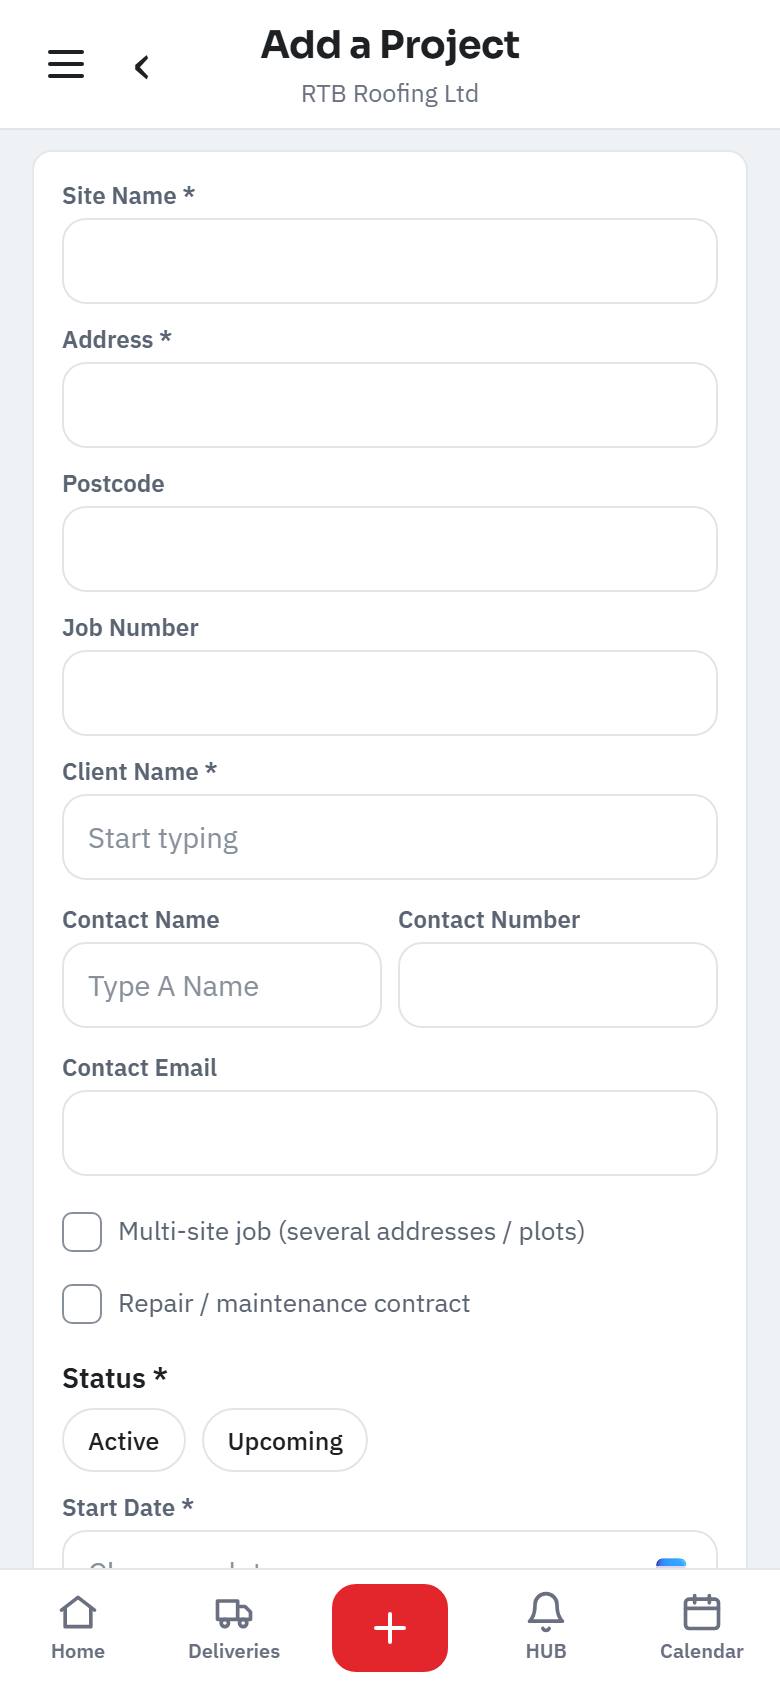 Add a Project
RTB Roofing Ltd
Site Name *
Address *
Postcode
Job Number
Client Name *
Start typing
Contact Name
Contact Number
Type A Name
Contact Email
Multi-site job (several addresses / plots)
Repair / maintenance contract
Status *
Active
Upcoming
Start Date *
Home
Deliveries
HUB
Calendar